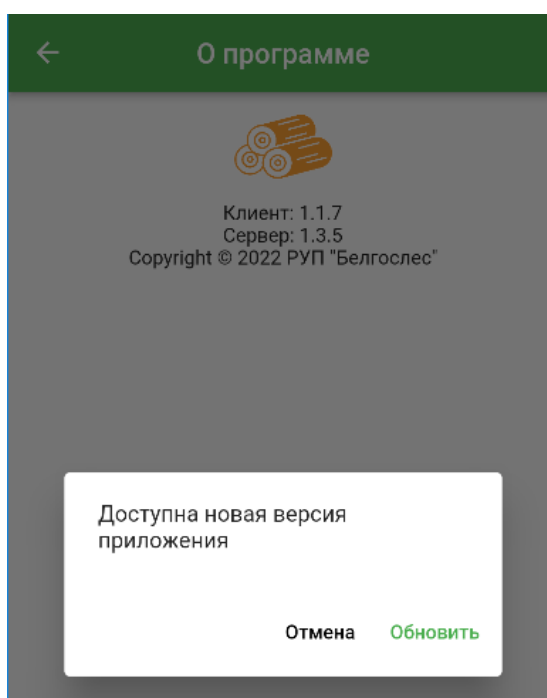 О программе
Клиент: 1.1.7
Сервер: 1.3.5
Copyright © 2022 РУП "Белгослес"
Доступна новая версия
приложения
Отмена Обновить